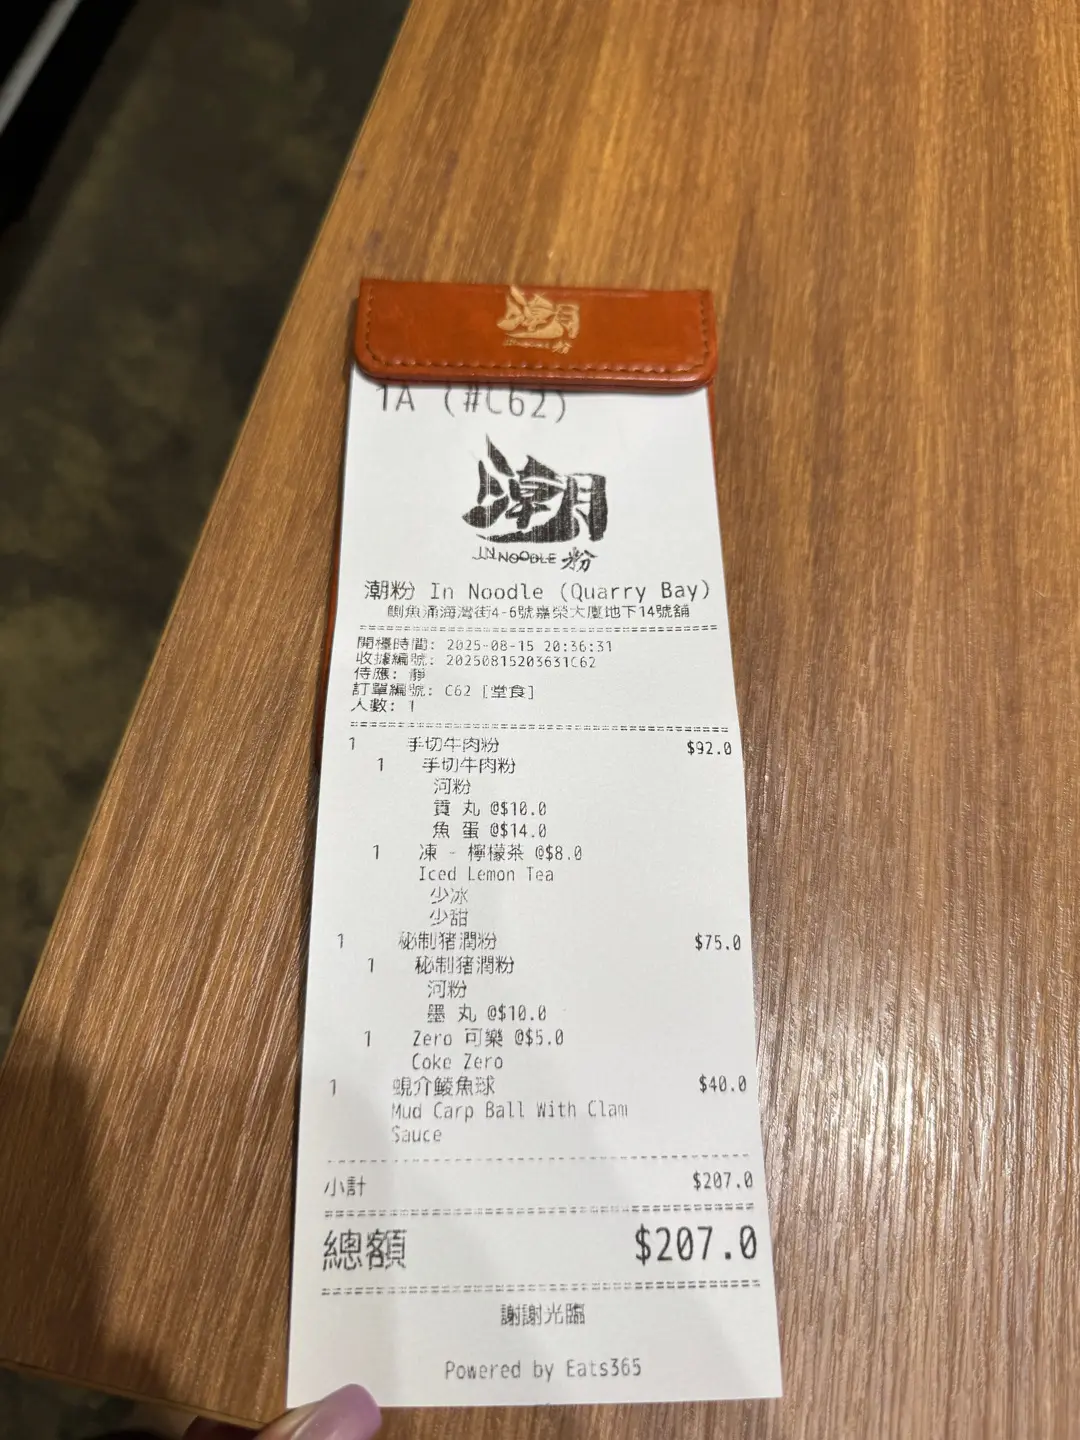 潮
IN NOODLE 粉
1A (#C62)
潮
IN NOODLE 粉
潮粉 In Noodle (Quarry Bay)
鰂魚涌海灣街4-6號嘉榮大廈地下14號舖
開檯時間: 2025-08-15 20:36:31
收據編號: 20250815203631C62
侍應: 靜
訂單編號: C62 [堂食]
人數: 1
1 手切牛肉粉 $92.0
1 手切牛肉粉
河粉
貢 丸 @$10.0
魚 蛋 @$14.0
1 凍 - 檸檬茶 @$8.0
Iced Lemon Tea
少冰
少甜
1 秘制猪潤粉 $75.0
1 秘制猪潤粉
河粉
墨 丸 @$10.0
1 Zero 可樂 @$5.0
Coke Zero
1 蜆介鯪魚球 $40.0
Mud Carp Ball With Clam
Sauce
小計 $207.0
總額 $207.0
謝謝光臨
Powered by Eats365